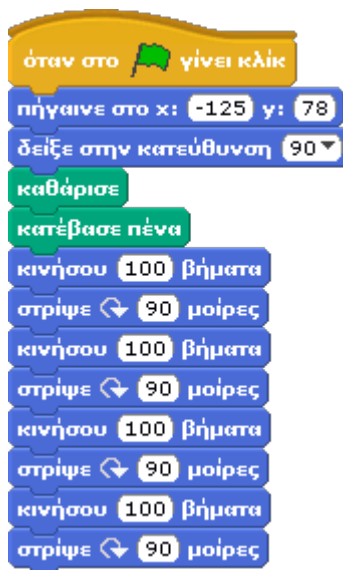 όταν στο γίνει κλικ
πήγαινε στο x: -125 y: 78
δείξε στην κατεύθυνση 90
καθάρισε
κατέβασε πένα
κινήσου 100 βήματα
στρίψε 90 μοίρες
κινήσου 100 βήματα
στρίψε 90 μοίρες
κινήσου 100 βήματα
στρίψε 90 μοίρες
κινήσου 100 βήματα
στρίψε 90 μοίρες